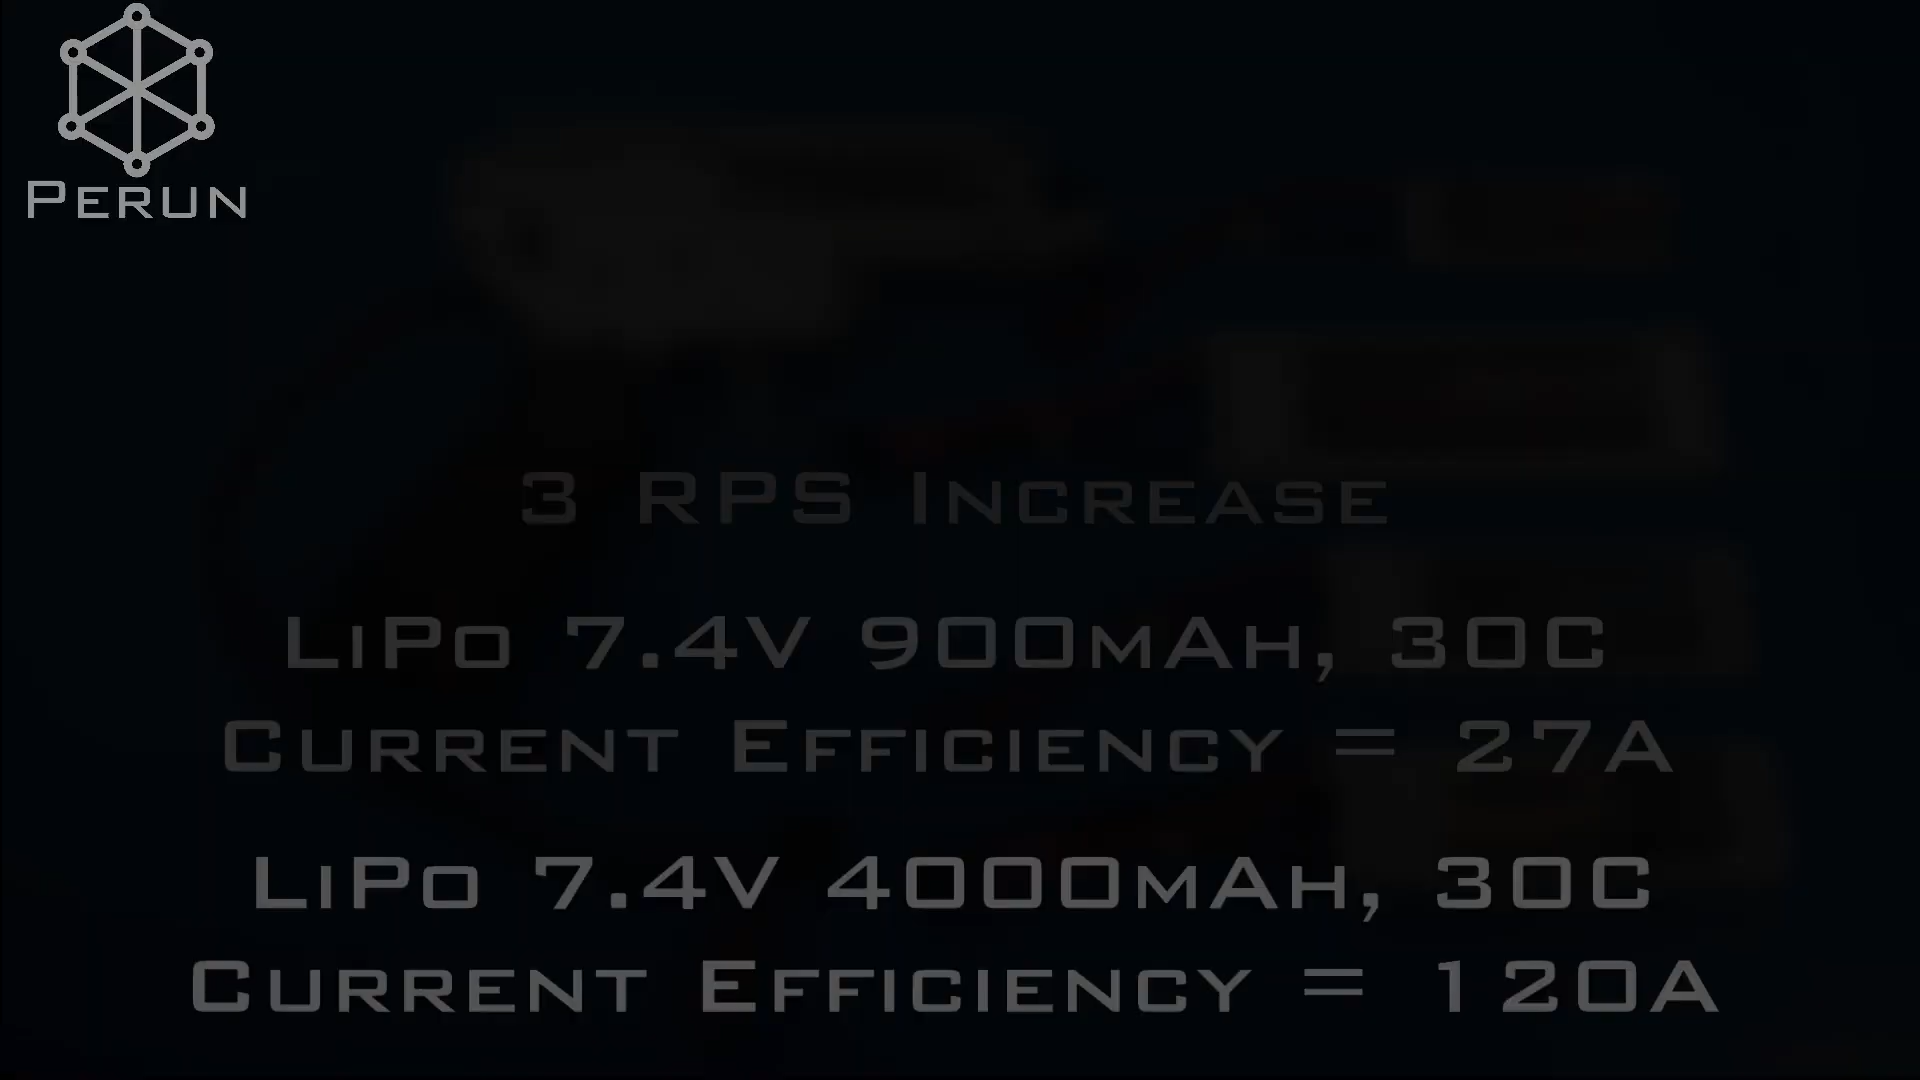 Perun
3 RPS Increase
LiPo 7.4V 900mAh, 30C
Current Efficiency = 27A
LiPo 7.4V 4000mAh, 30C
Current Efficiency = 120A